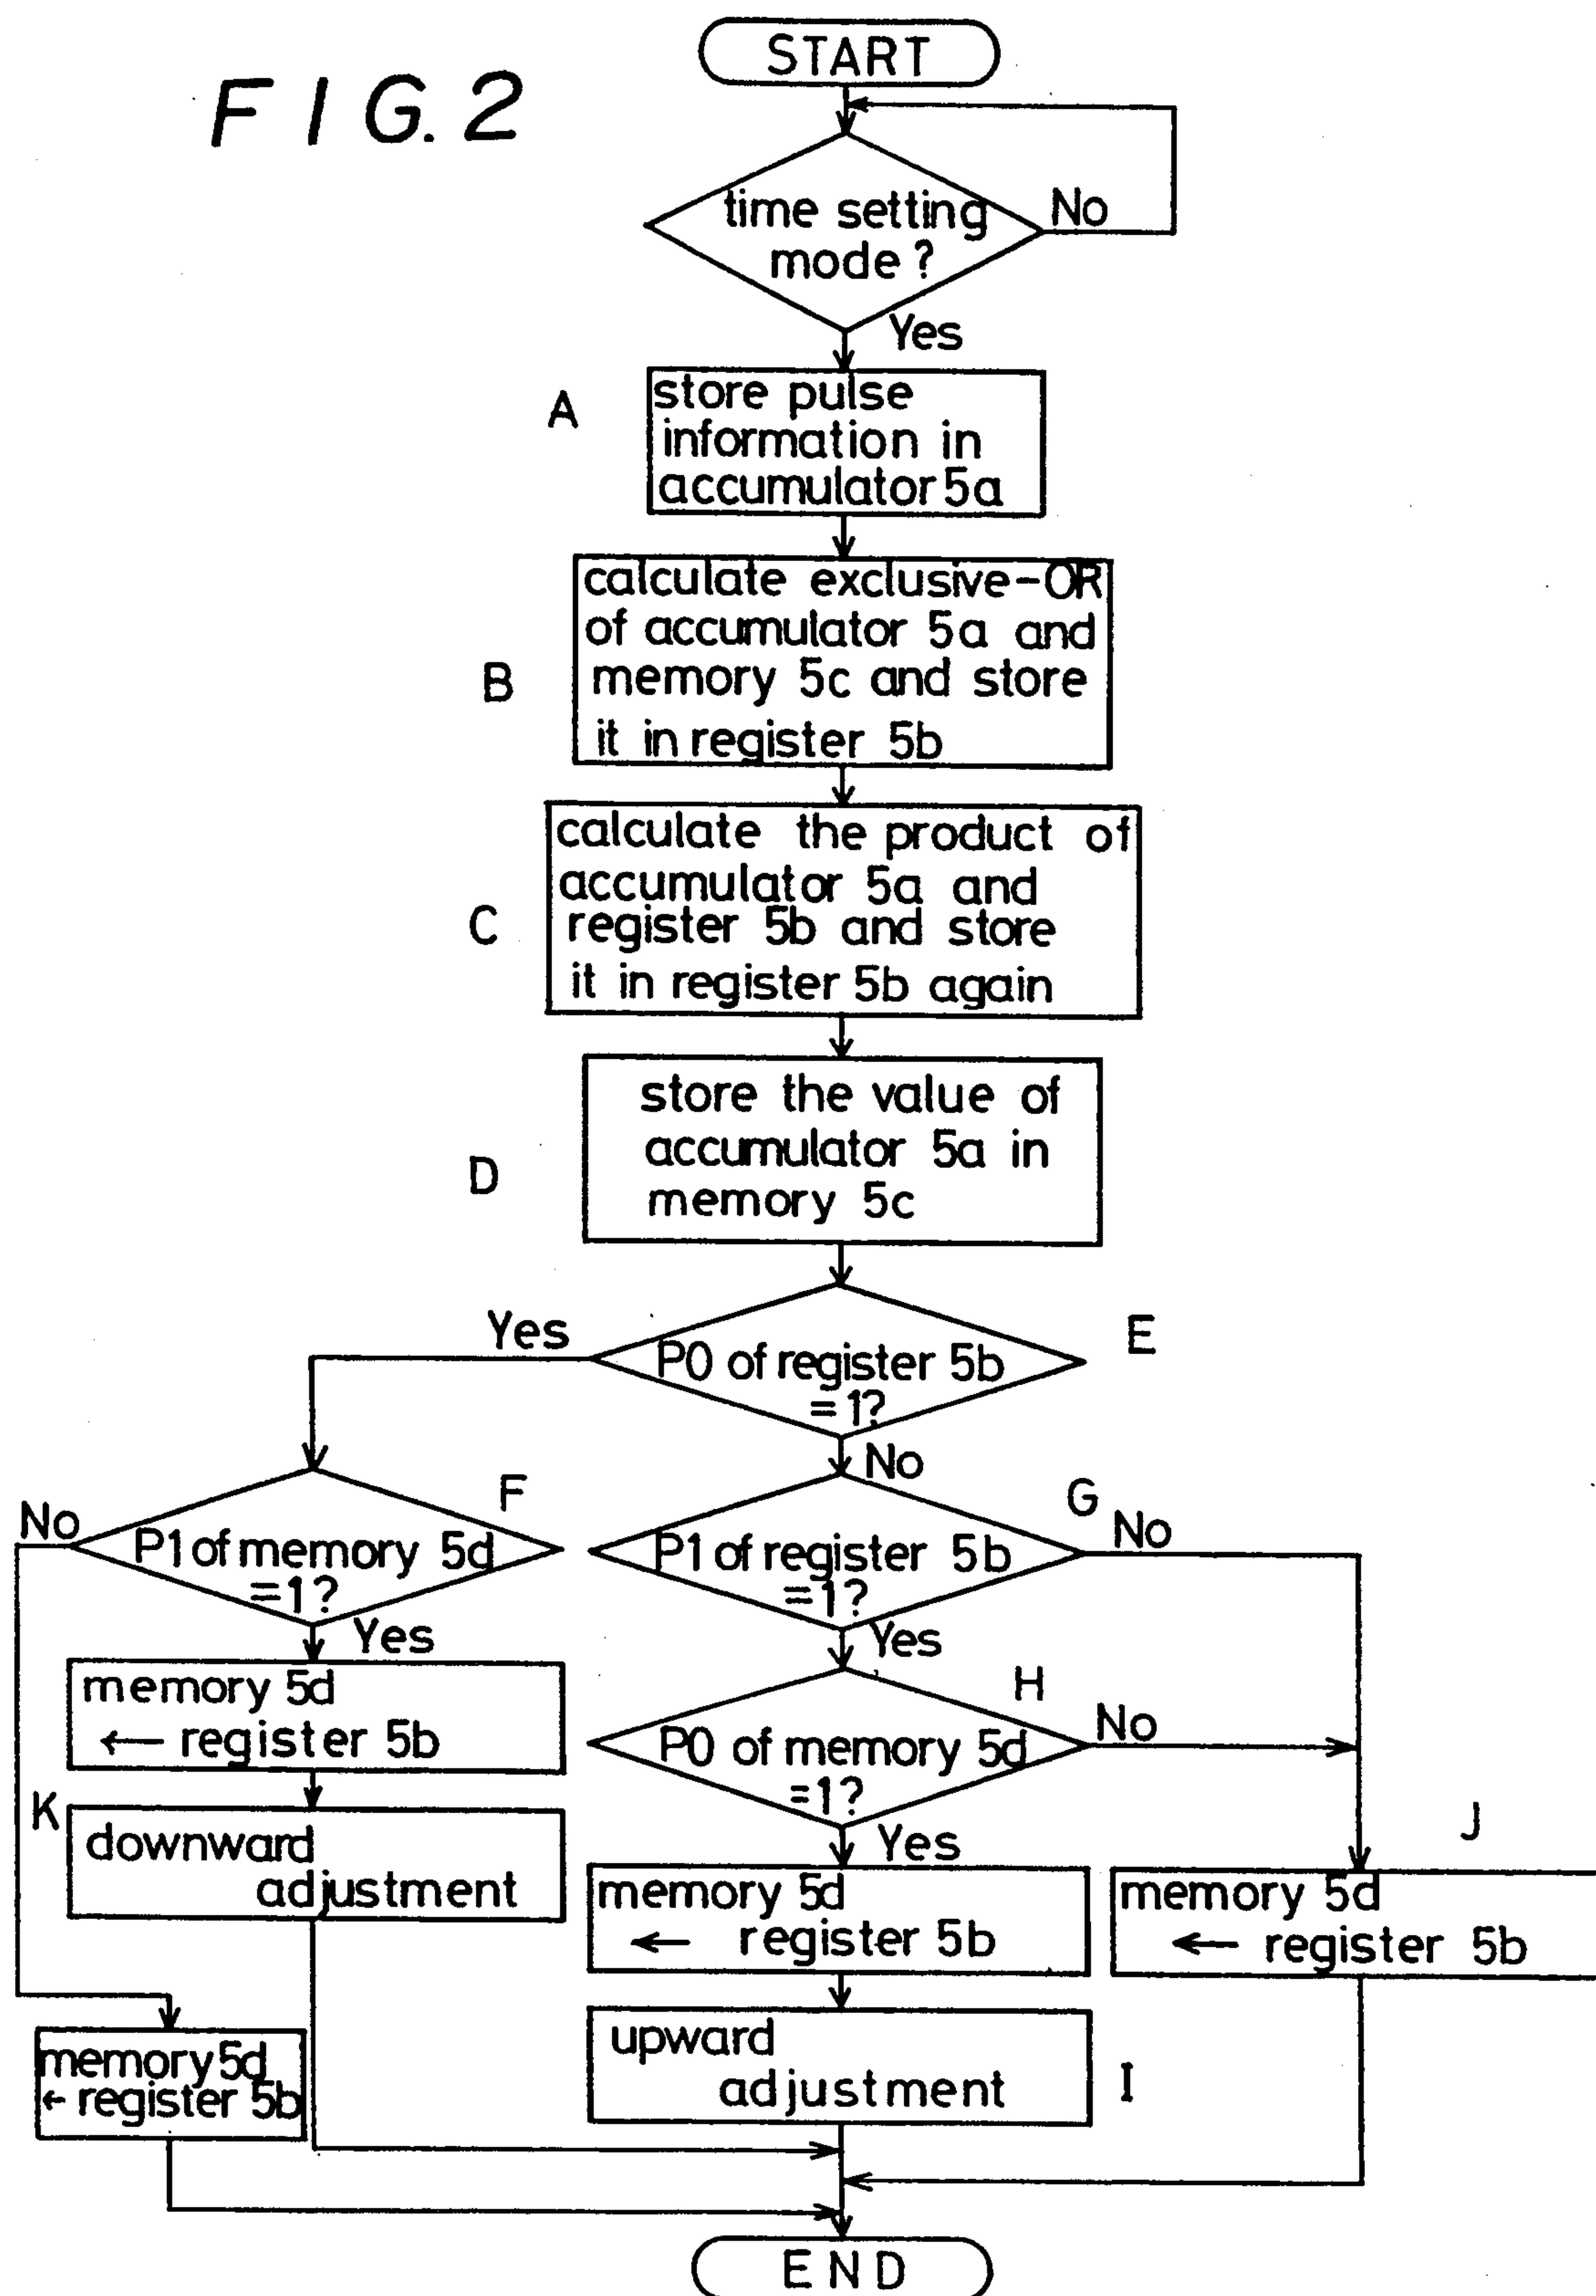 FIG. 2
START
time setting
mode?
No
Yes
A
store pulse
information in
accumulator 5a
B
calculate exclusive-OR
of accumulator 5a and
memory 5c and store
it in register 5b
C
calculate the product of
accumulator 5a and
register 5b and store
it in register 5b again
D
store the value of
accumulator 5a in
memory 5c
E
P0 of register 5b
=1?
Yes
No
F
P1 of memory 5d
=1?
No
Yes
G
P1 of register 5b
=1?
No
Yes
memory 5d
← register 5b
H
P0 of memory 5d
=1?
No
Yes
K
downward
adjustment
memory 5d
← register 5b
J
memory 5d
← register 5b
memory 5d
← register 5b
upward
adjustment
I
END